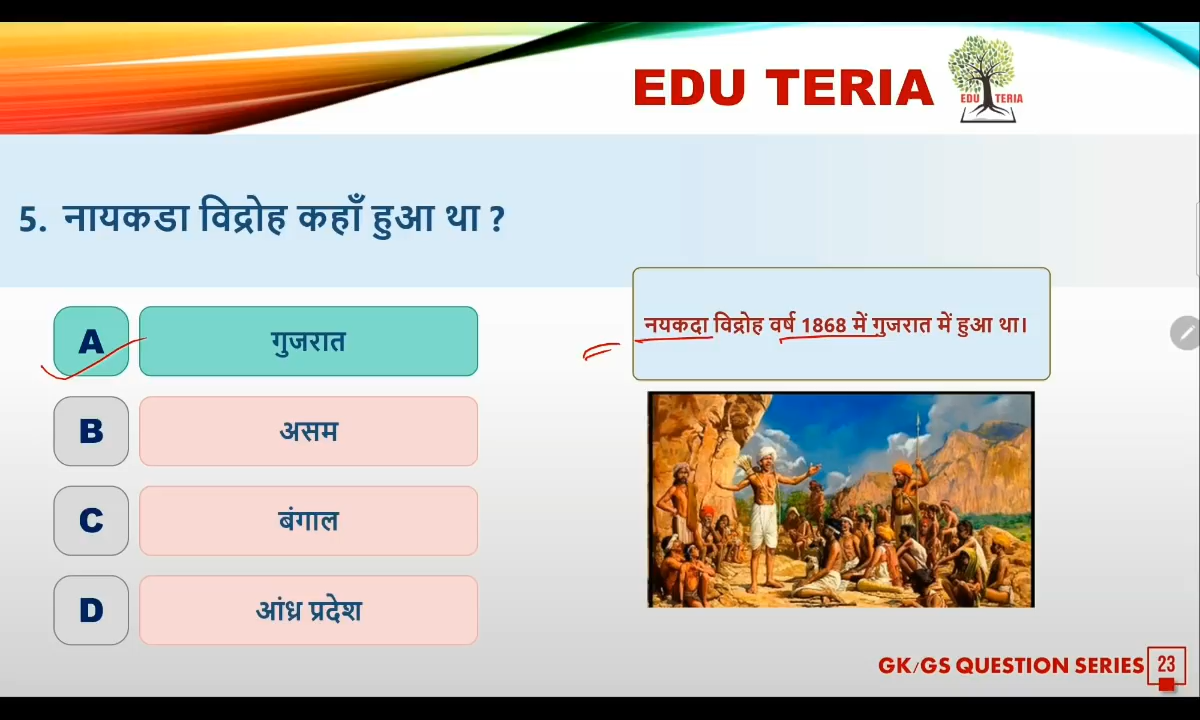 EDU TERIA
EDU TERIA
5. नायकडा विद्रोह कहाँ हुआ था ?
A गुजरात
B असम
C बंगाल
D आंध्र प्रदेश
नयकदा विद्रोह वर्ष 1868 में गुजरात में हुआ था।
GK/GS QUESTION SERIES 23